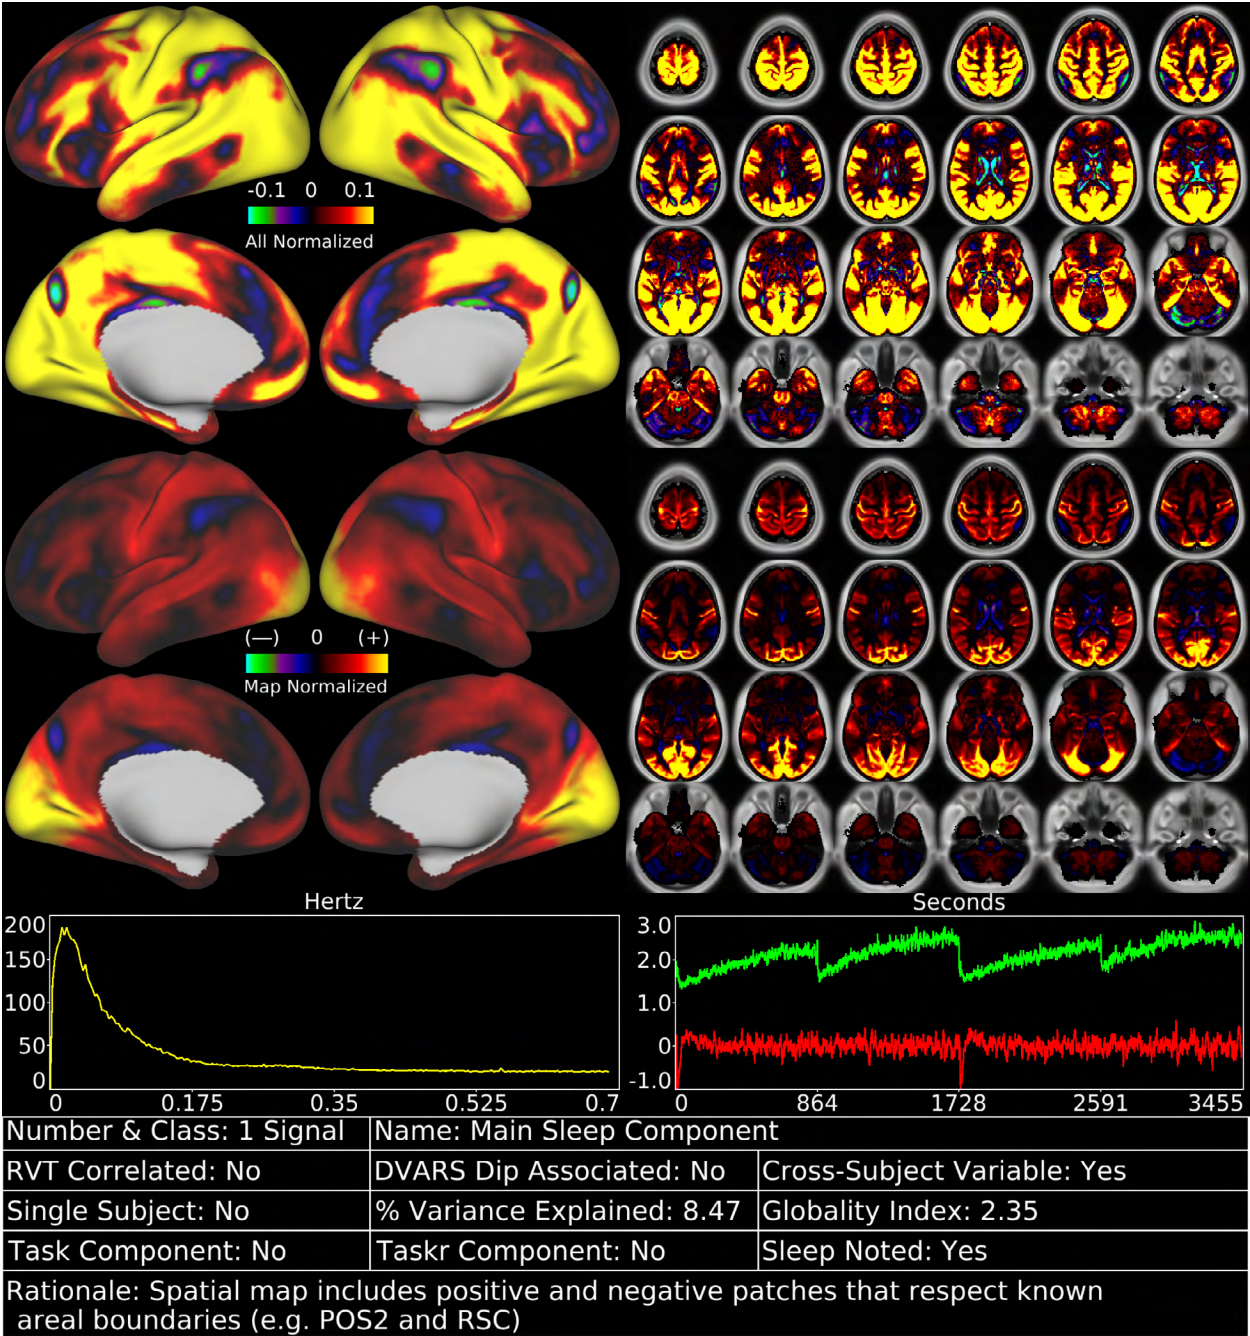 -0.1 0 0.1
All Normalized
(—) 0 (+)
Map Normalized
Hertz
200
150
100
50
0
0 0.175 0.35 0.525 0.7
Seconds
3.0
2.0
1.0
0
-1.0
0 864 1728 2591 3455
Number & Class: 1 Signal Name: Main Sleep Component
RVT Correlated: No DVARS Dip Associated: No Cross-Subject Variable: Yes
Single Subject: No % Variance Explained: 8.47 Globality Index: 2.35
Task Component: No Taskr Component: No Sleep Noted: Yes
Rationale: Spatial map includes positive and negative patches that respect known
areal boundaries (e.g. POS2 and RSC)